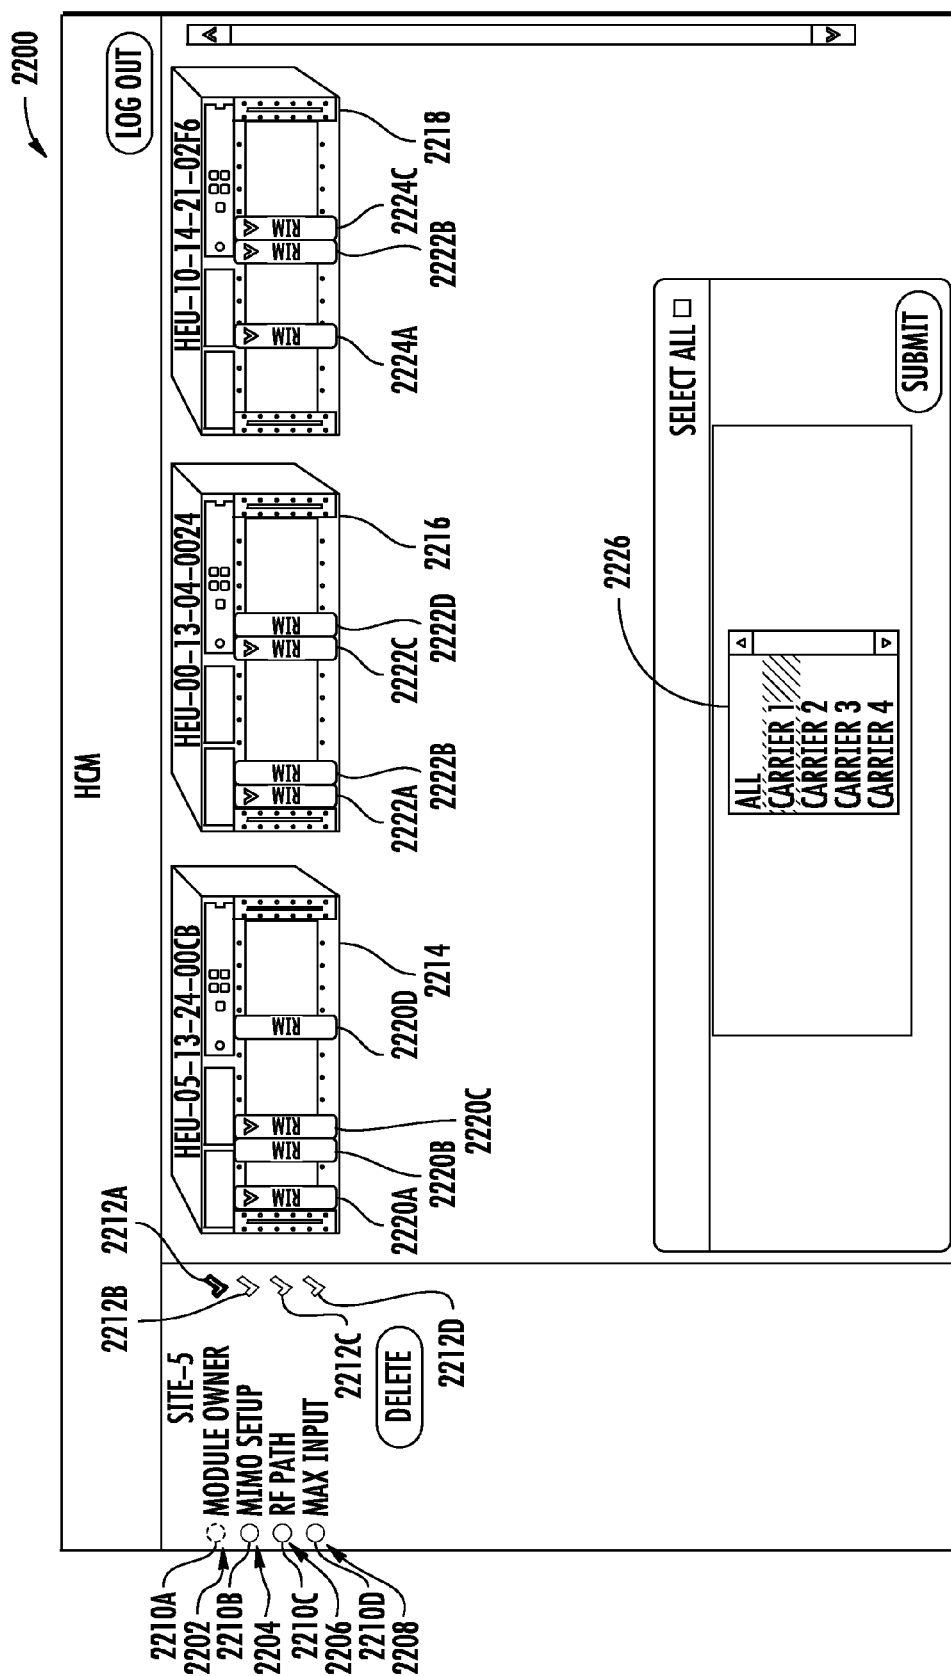 2200
HCM
LOG OUT
SITE-5
MODULE OWNER
MIMO SETUP
RF PATH
MAX INPUT
DELETE
2210A
2202
2210B
2204
2210C
2206
2210D
2208
2212A
2212B
2212C
2212D
HEU-05-13-24-00CB
RIM
RIM
RIM
RIM
2220A
2220B
2220C
2220D
2214
HEU-00-13-04-0024
RIM
RIM
RIM
RIM
2222A
2222B
2222C
2222D
2216
HEU-10-14-21-02F6
RIM
RIM
RIM
2224A
2222B
2224C
2218
SELECT ALL
2226
ALL
CARRIER 1
CARRIER 2
CARRIER 3
CARRIER 4
SUBMIT